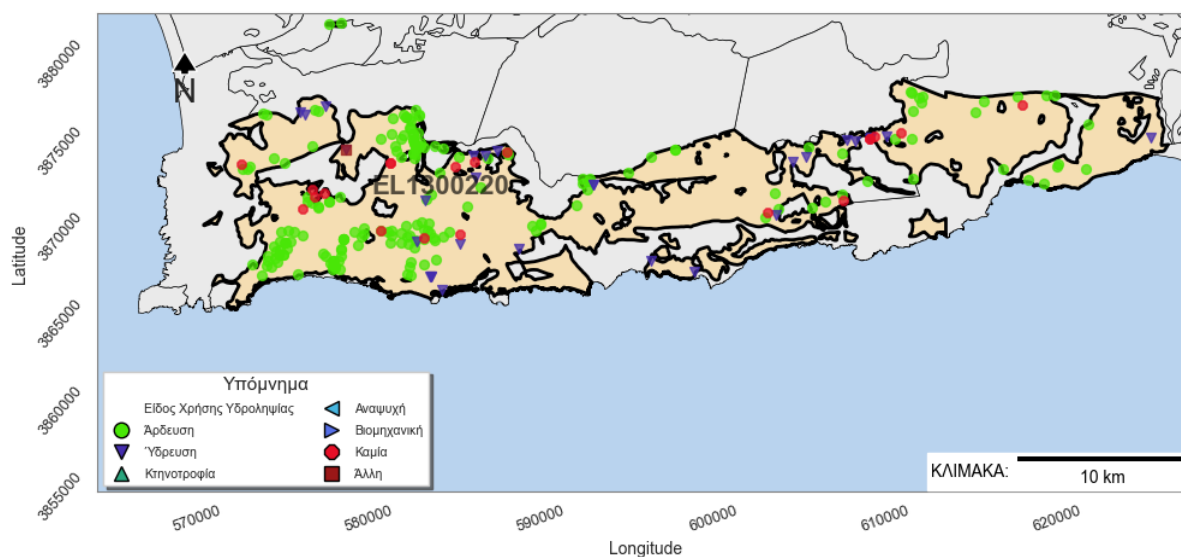 3880000
3875000
3870000
3865000
3860000
3855000
Latitude
N
EL1300220
Υπόμνημα
Είδος Χρήσης Υδροληψίας
Άρδευση
Ύδρευση
Κτηνοτροφία
Αναψυχή
Βιομηχανική
Καμία
Άλλη
ΚΛΙΜΑΚΑ:
10 km
570000
580000
590000
600000
610000
620000
Longitude